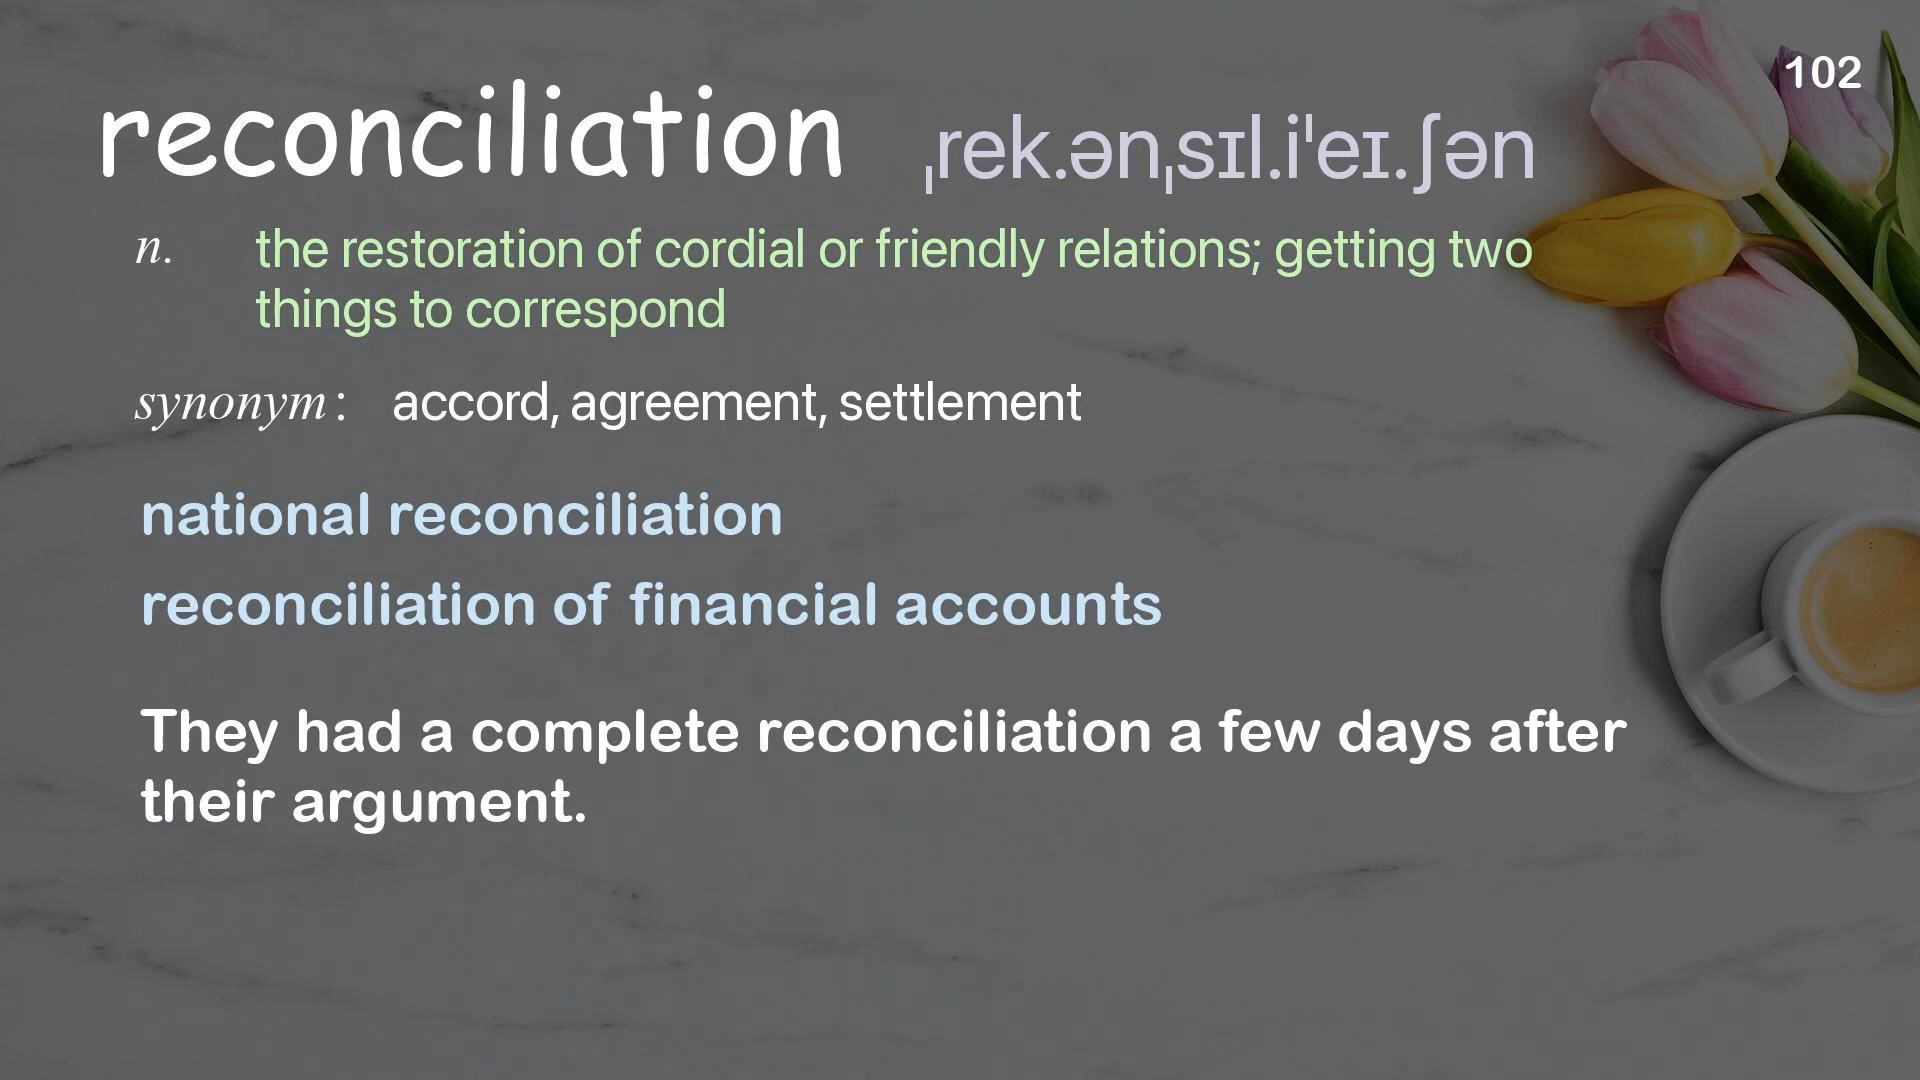 102
reconciliation ˌrek.ənˌsɪl.iˈeɪ.ʃən
n. the restoration of cordial or friendly relations; getting two
things to correspond
synonym: accord, agreement, settlement
national reconciliation
reconciliation of financial accounts
They had a complete reconciliation a few days after
their argument.